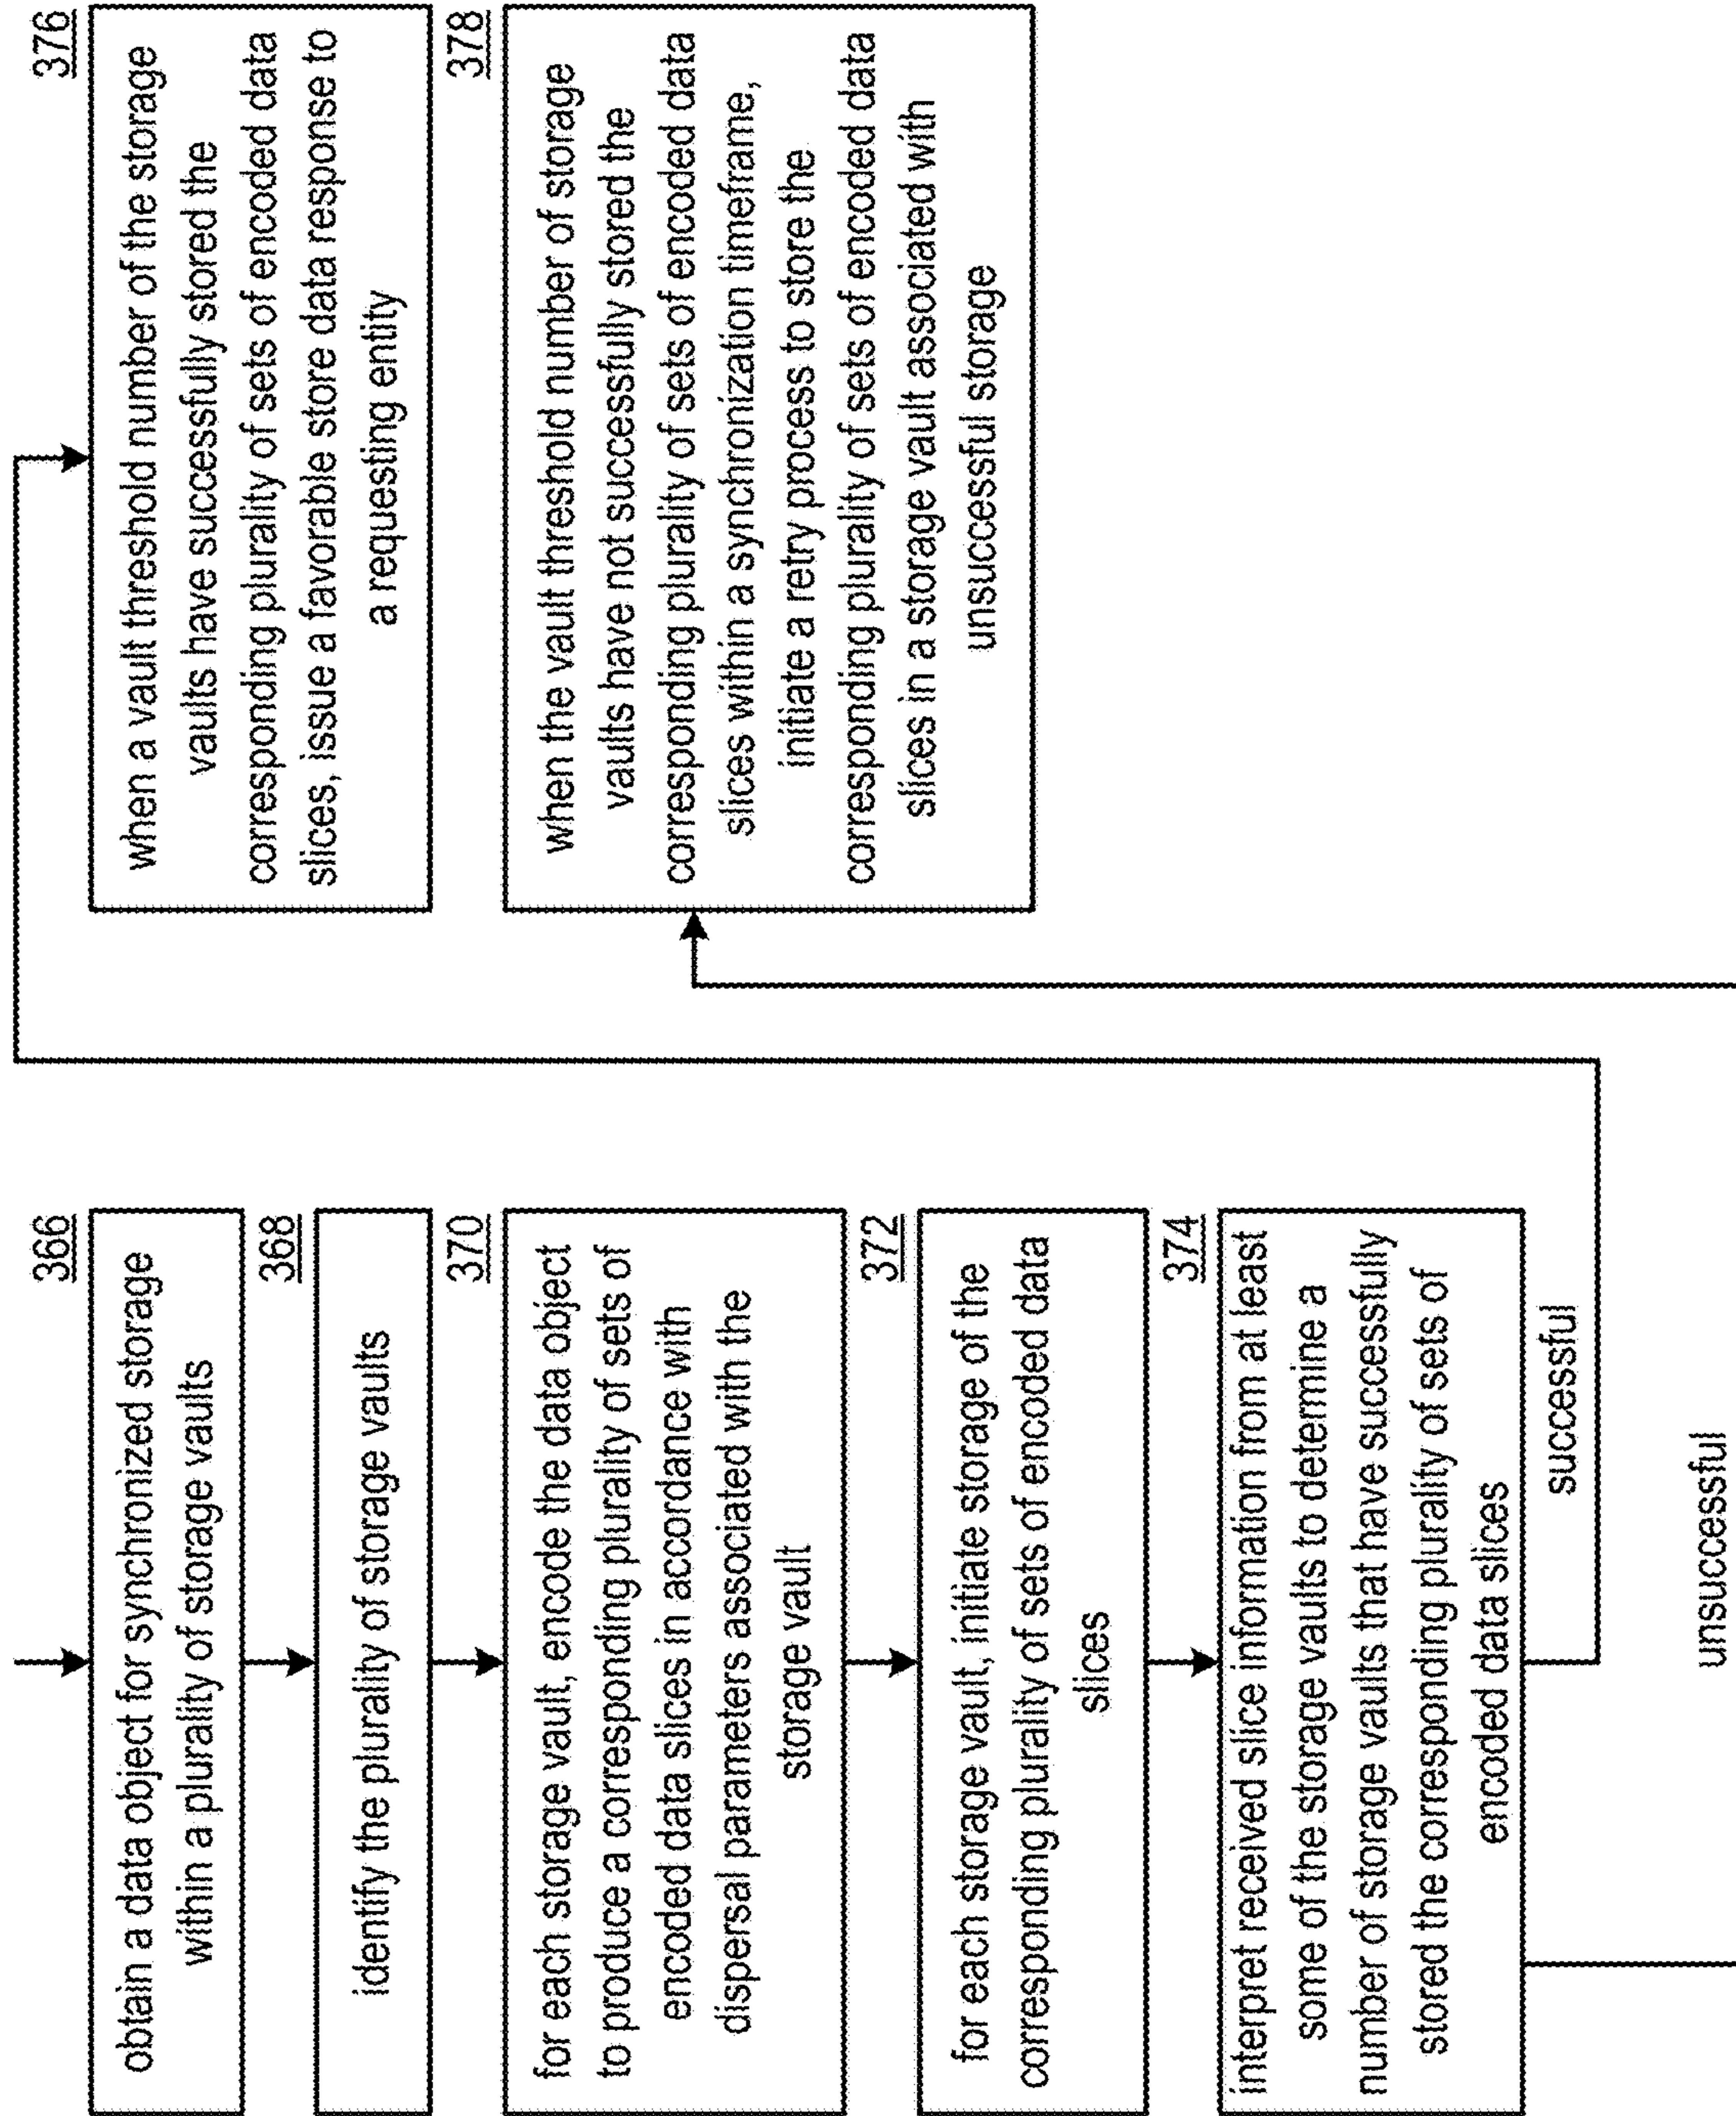 366
obtain a data object for synchronized storage
within a plurality of storage vaults
368
identify the plurality of storage vaults
370
for each storage vault, encode the data object
to produce a corresponding plurality of sets of
encoded data slices in accordance with
dispersal parameters associated with the
storage vault
372
for each storage vault, initiate storage of the
corresponding plurality of sets of encoded data
slices
374
interpret received slice information from at least
some of the storage vaults to determine a
number of storage vaults that have successfully
stored the corresponding plurality of sets of
encoded data slices
successful
unsuccessful
376
when a vault threshold number of the storage
vaults have successfully stored the
corresponding plurality of sets of encoded data
slices, issue a favorable store data response to
a requesting entity
378
when the vault threshold number of storage
vaults have not successfully stored the
corresponding plurality of sets of encoded data
slices within a synchronization timeframe,
initiate a retry process to store the
corresponding plurality of sets of encoded data
slices in a storage vault associated with
unsuccessful storage